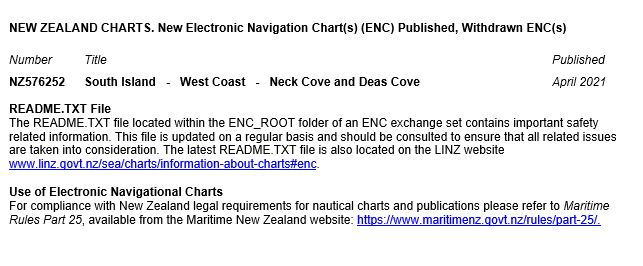 NEW ZEALAND CHARTS. New Electronic Navigation Chart(s) (ENC) Published, Withdrawn ENC(s)
Number Title Published
NZ576252 South Island - West Coast - Neck Cove and Deas Cove April 2021
README.TXT File
The README.TXT file located within the ENC_ROOT folder of an ENC exchange set contains important safety
related information. This file is updated on a regular basis and should be consulted to ensure that all related issues
are taken into consideration. The latest README.TXT file is also located on the LINZ website
www.linz.govt.nz/sea/charts/information-about-charts#enc.
Use of Electronic Navigational Charts
For compliance with New Zealand legal requirements for nautical charts and publications please refer to Maritime
Rules Part 25, available from the Maritime New Zealand website: https://www.maritimenz.govt.nz/rules/part-25/.